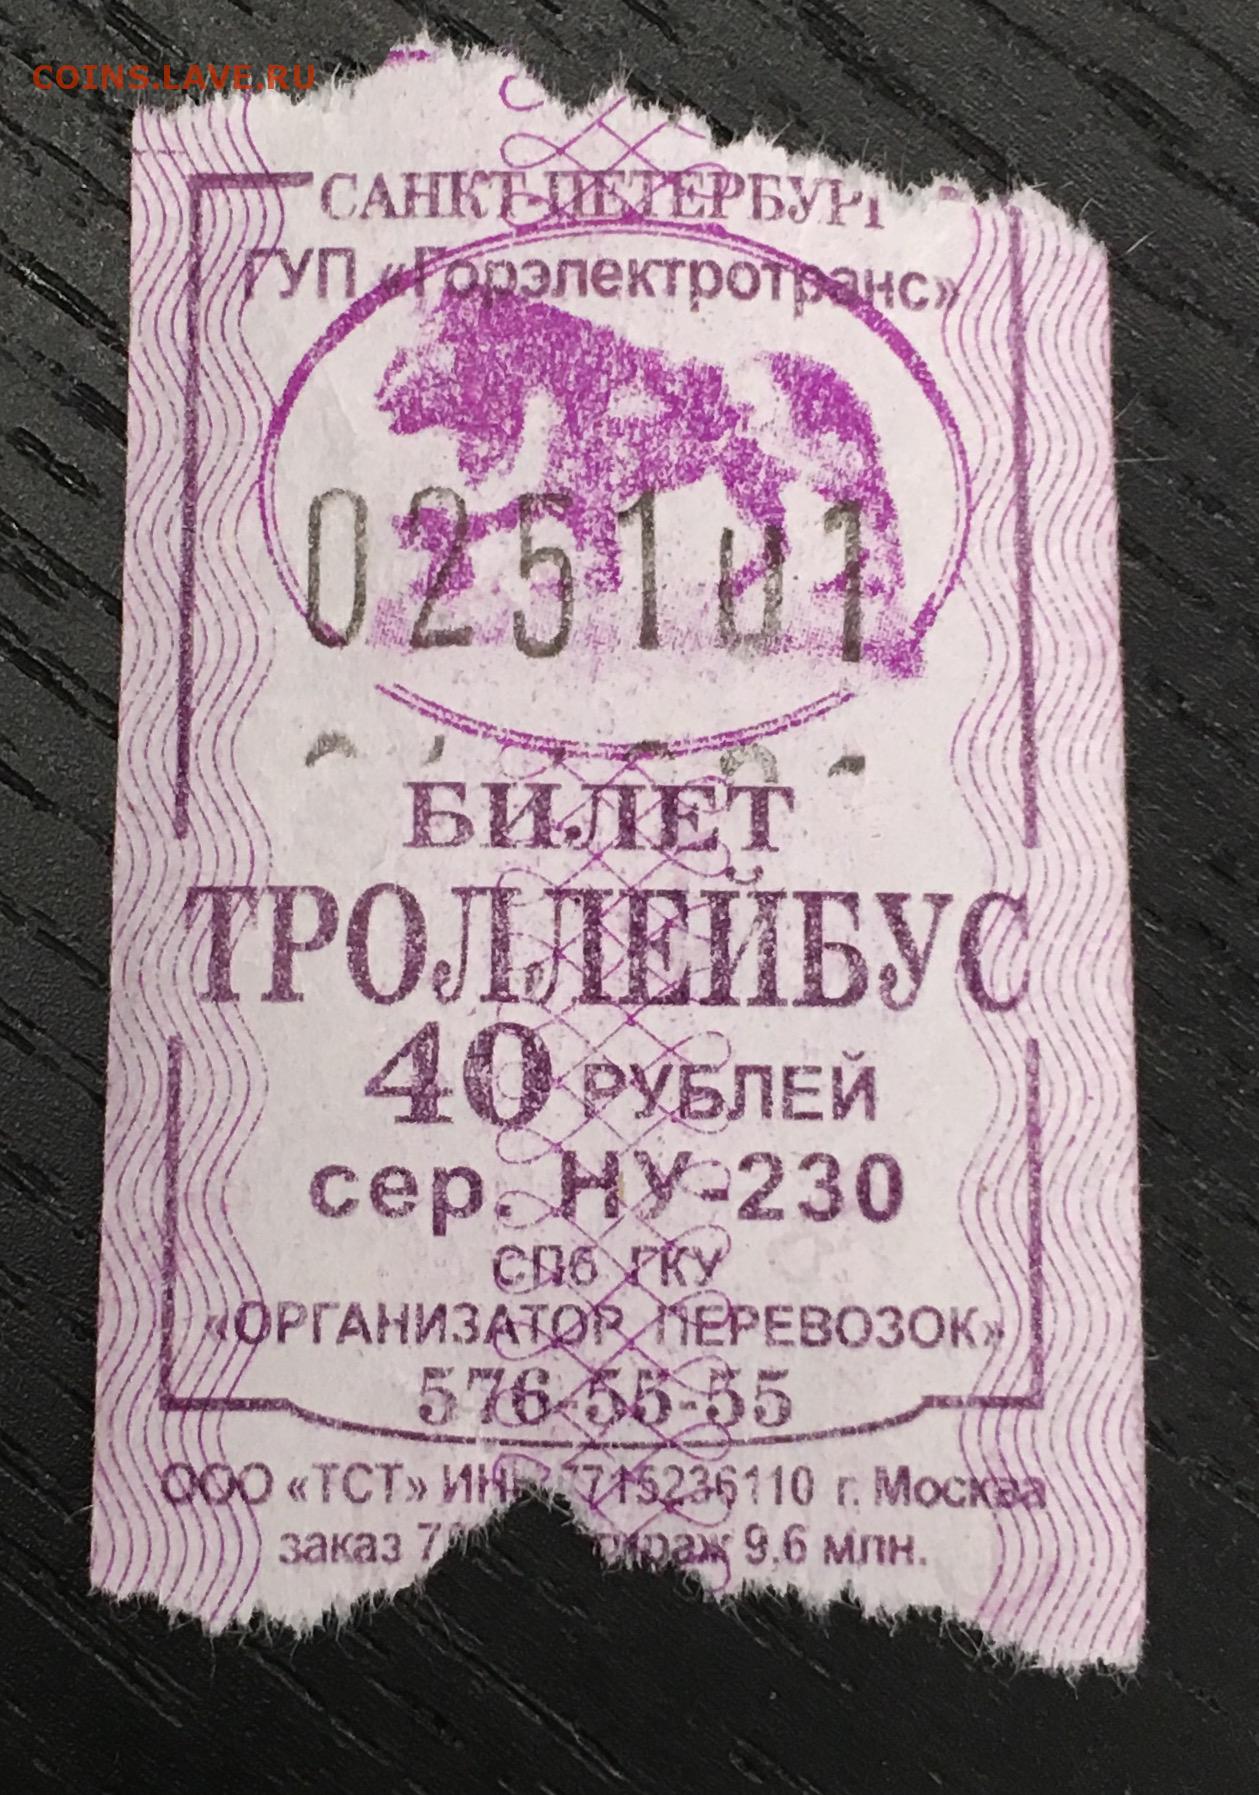 COINS.LAVE.RU
САНКТ-ПЕТЕРБУРГ
ГУП «Горэлектротранс»
025101
БИЛЕТ
ТРОЛЛЕЙБУС
40 РУБЛЕЙ
сер. НУ-230
СПб ГКУ
«ОРГАНИЗАТОР ПЕРЕВОЗОК»
576-55-55
ООО «ТСТ» ИНН 7715236110 г. Москва
заказ тираж 9.6 млн.